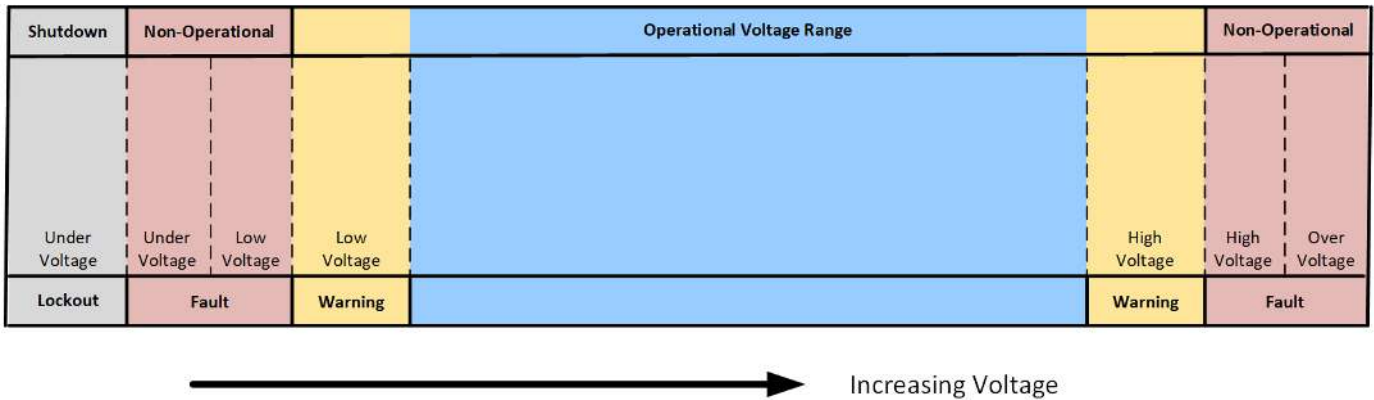 Shutdown Non-Operational Operational Voltage Range Non-Operational
Under Under Low Low High High Over
Voltage Voltage Voltage Voltage Voltage Voltage Voltage
Lockout Fault Warning Warning Fault
Increasing Voltage